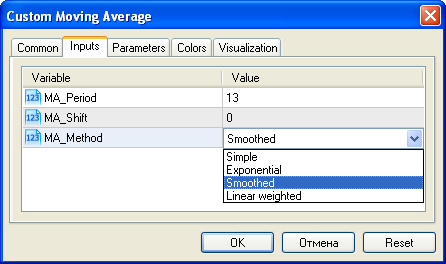 Custom Moving Average
Common Inputs Parameters Colors Visualization
Variable Value
123 MA_Period 13
123 MA_Shift 0
123 MA_Method Smoothed
Simple
Exponential
Smoothed
Linear weighted
OK Отмена Reset